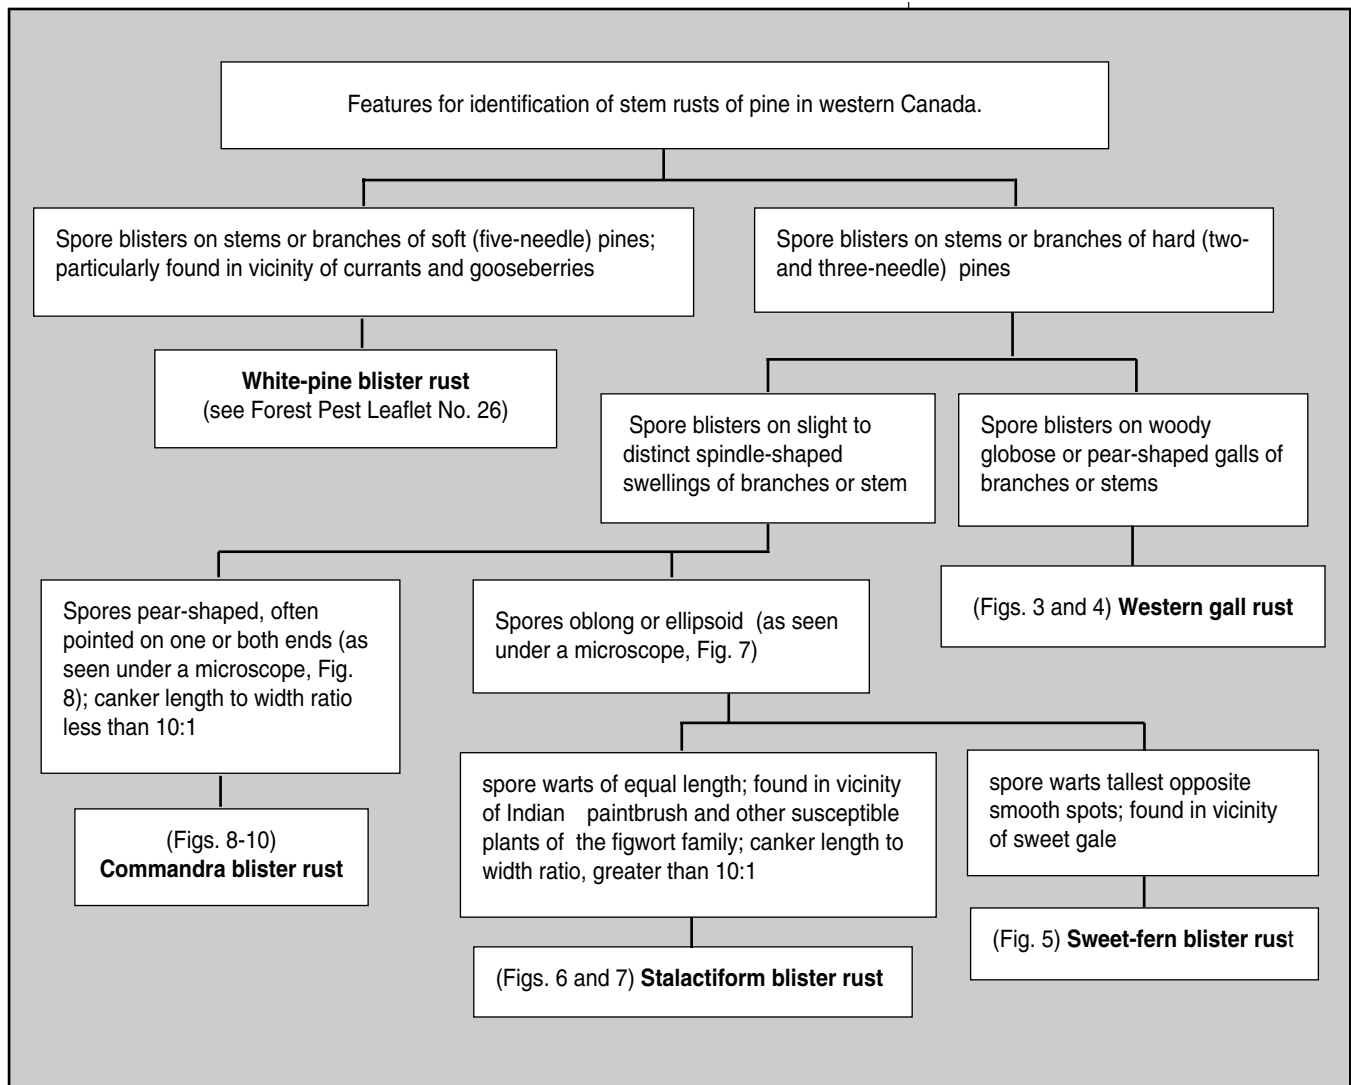 Features for identification of stem rusts of pine in western Canada.
Spore blisters on stems or branches of soft (five-needle) pines;
particularly found in vicinity of currants and gooseberries
Spore blisters on stems or branches of hard (two-
and three-needle) pines
White-pine blister rust
(see Forest Pest Leaflet No. 26)
Spore blisters on slight to
distinct spindle-shaped
swellings of branches or stem
Spore blisters on woody
globose or pear-shaped galls of
branches or stems
(Figs. 3 and 4) Western gall rust
Spores pear-shaped, often
pointed on one or both ends (as
seen under a microscope, Fig.
8); canker length to width ratio
less than 10:1
Spores oblong or ellipsoid (as seen
under a microscope, Fig. 7)
(Figs. 8-10)
Commandra blister rust
spore warts of equal length; found in vicinity
of Indian paintbrush and other susceptible
plants of the figwort family; canker length to
width ratio, greater than 10:1
spore warts tallest opposite
smooth spots; found in vicinity
of sweet gale
(Figs. 6 and 7) Stalactiform blister rust
(Fig. 5) Sweet-fern blister rust